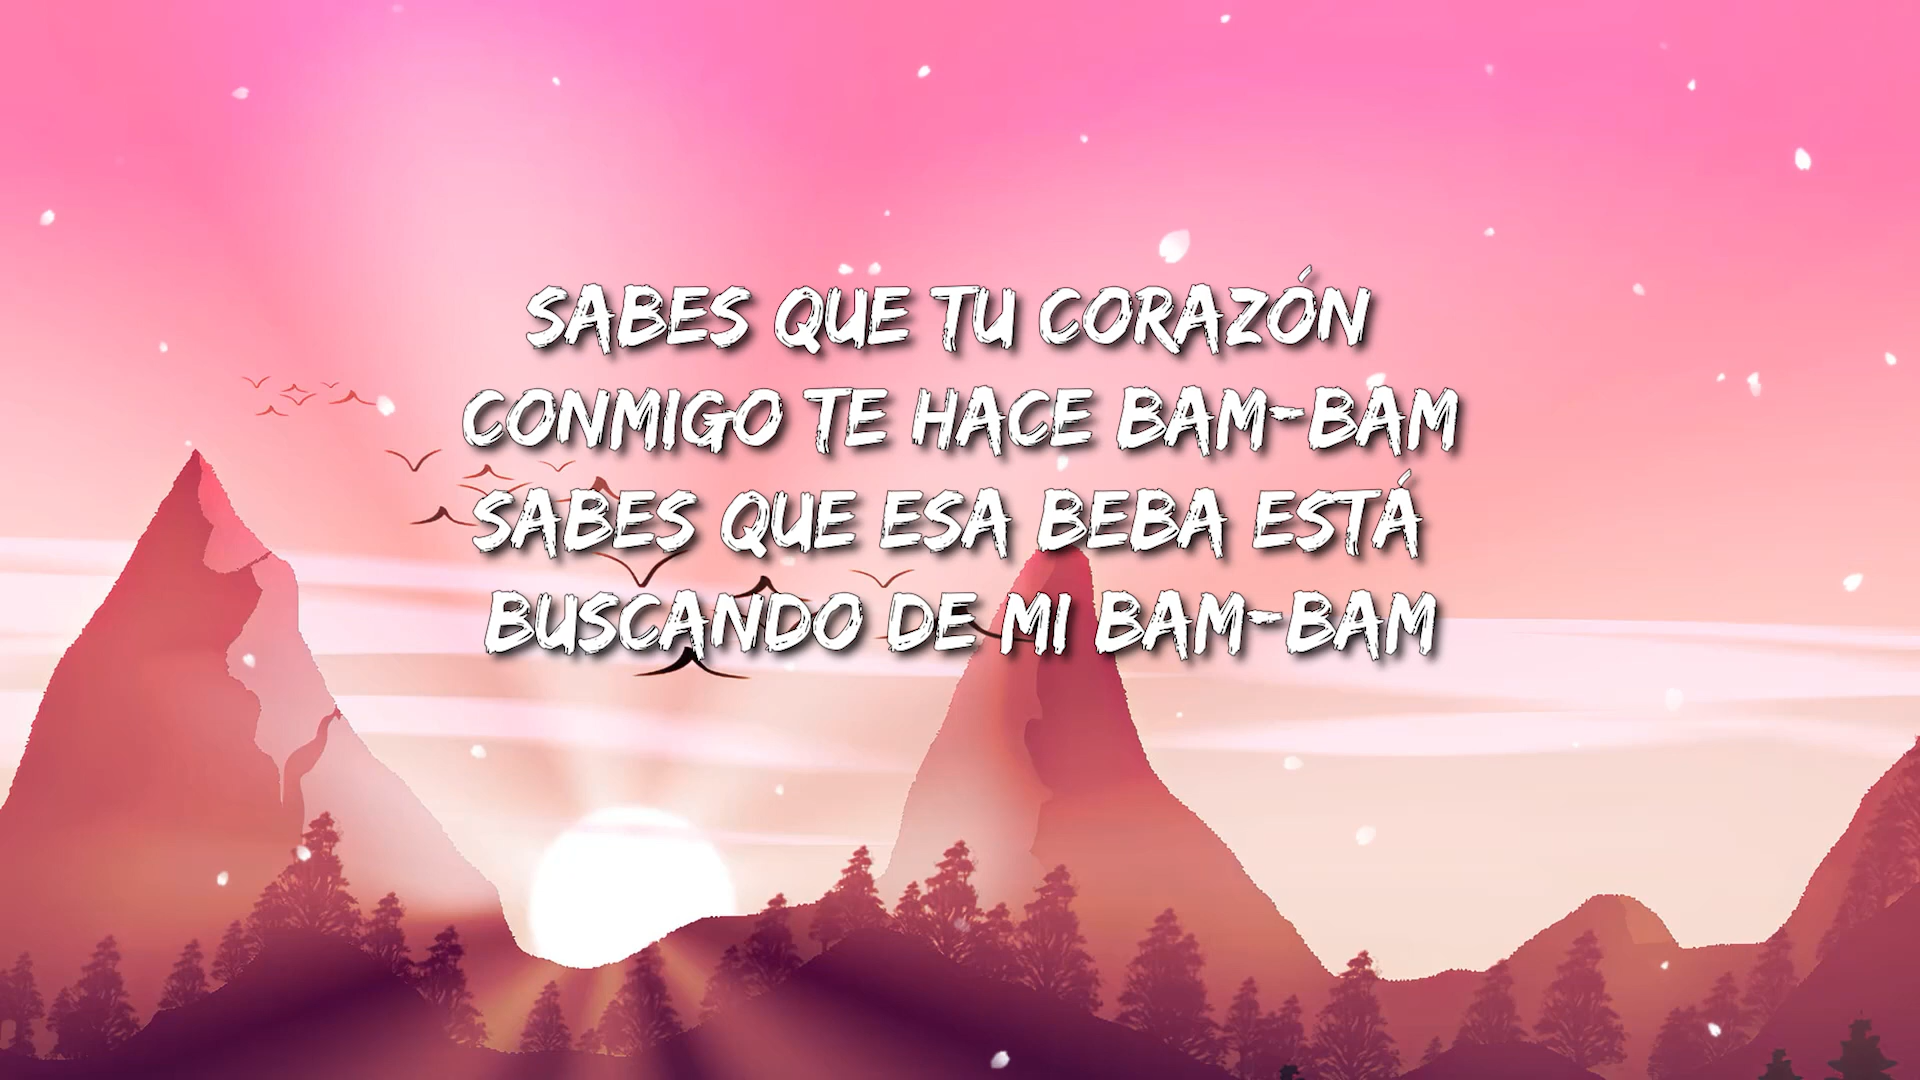 SABES QUE TU CORAZÓN
CONMIGO TE HACE BAM-BAM
SABES QUE ESA BEBA ESTÁ
BUSCANDO DE MI BAM-BAM